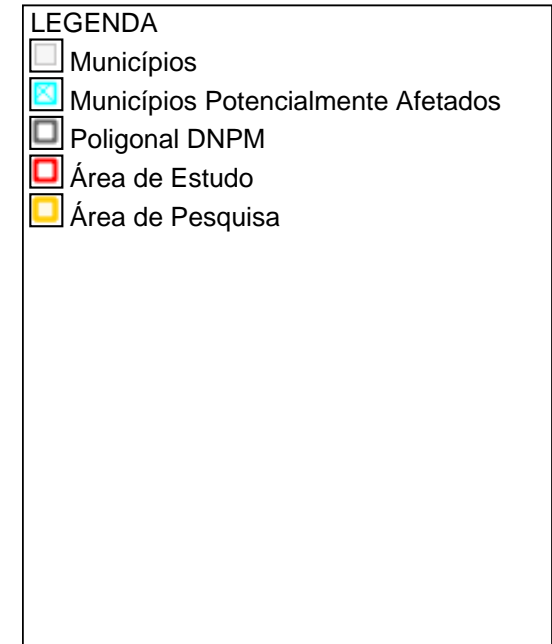 LEGENDA
Municípios
Municípios Potencialmente Afetados
Poligonal DNPM
Área de Estudo
Área de Pesquisa